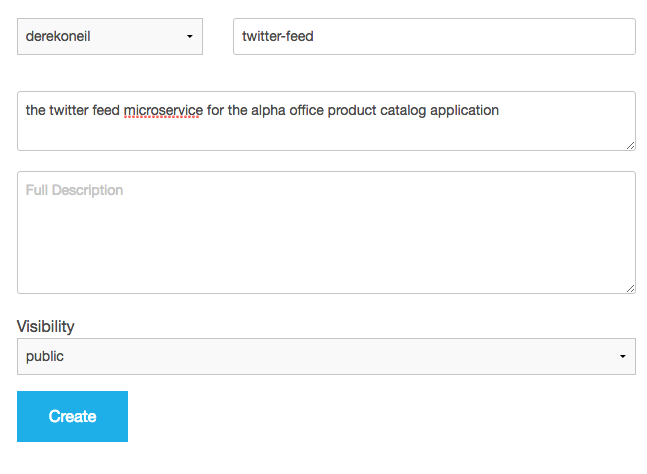 derekoneil twitter-feed
the twitter feed microservice for the alpha office product catalog application
Full Description
Visibility
public
Create